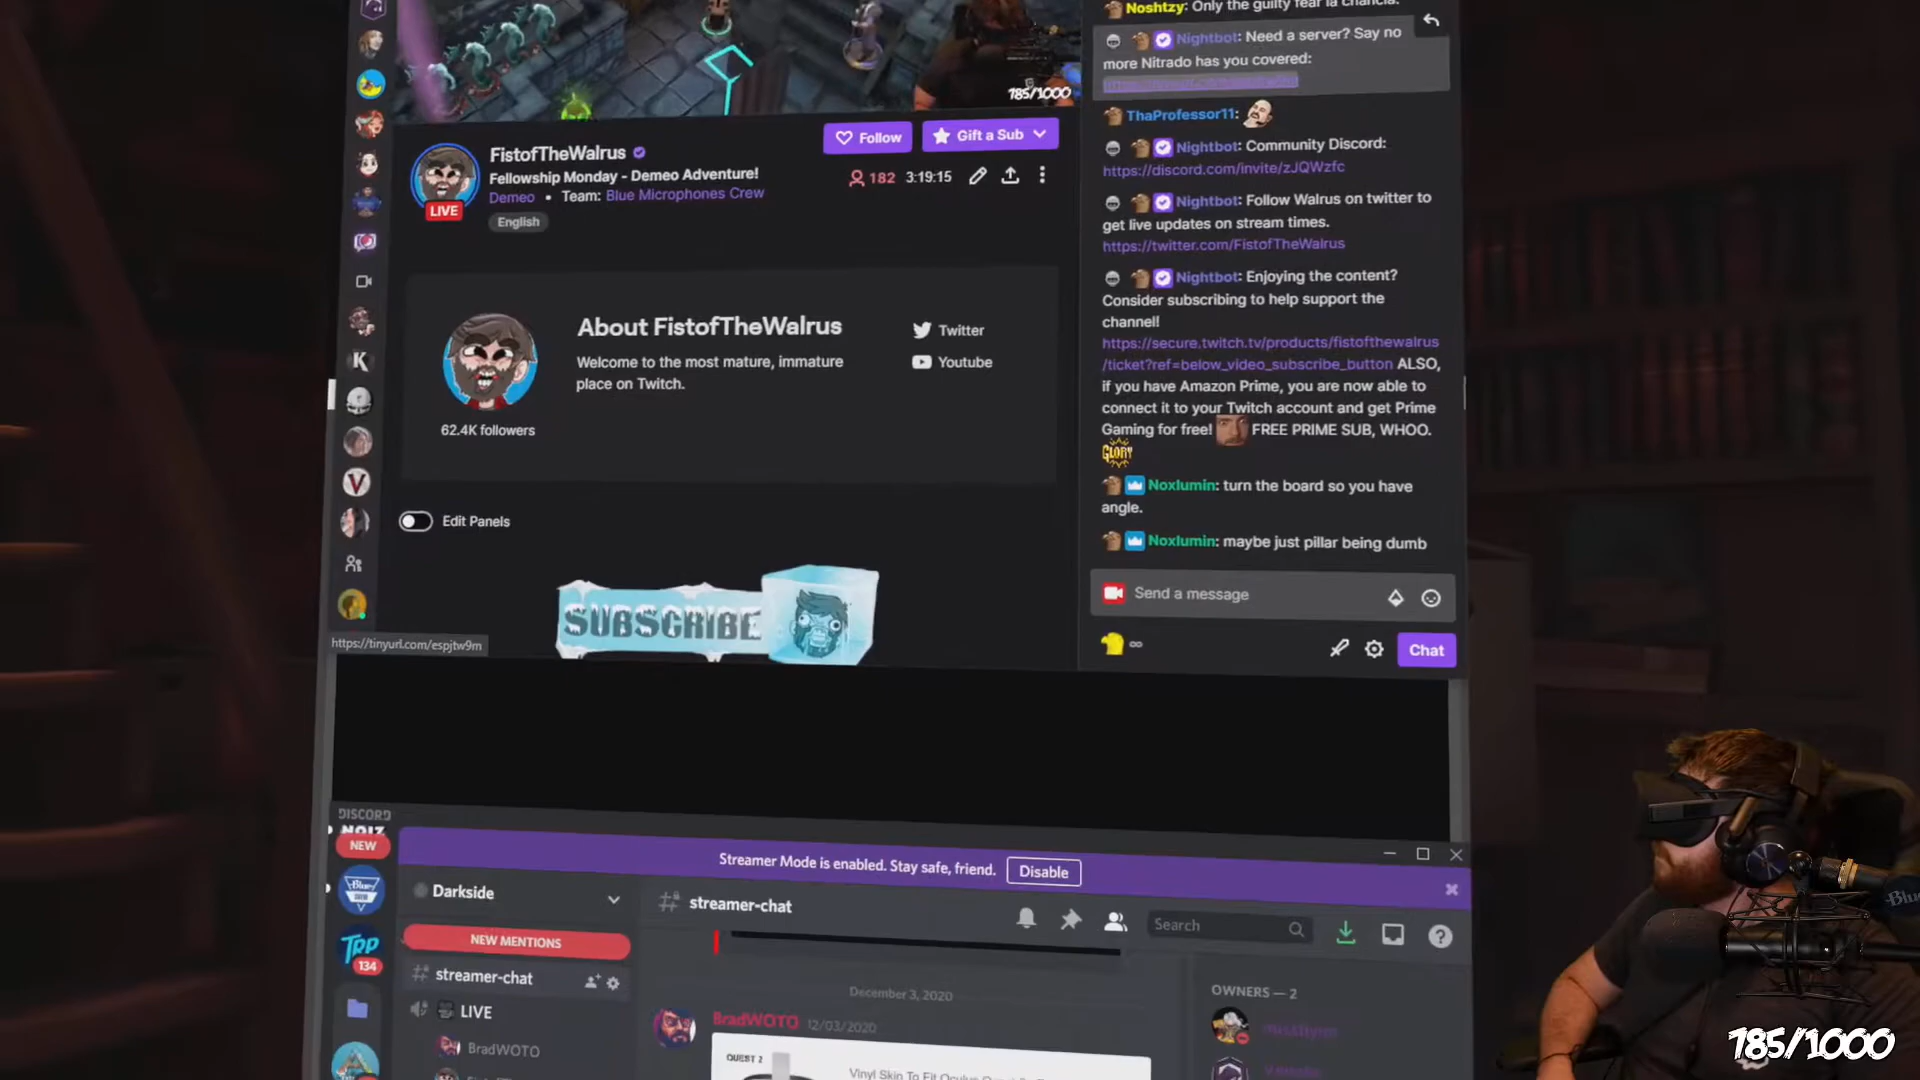 Noshtzy: Only the guilty fear la chancla.
Nightbot: Need a server? Say no
more Nitrado has you covered:
785/1000
ThaProfessor11:
Follow
Gift a Sub
FistofTheWalrus
Fellowship Monday - Demeo Adventure!
182 3:19:15
Demeo • Team: Blue Microphones Crew
LIVE
English
Nightbot: Community Discord:
https://discord.com/invite/zJQWzfc
Nightbot: Follow Walrus on twitter to
get live updates on stream times.
https://twitter.com/FistofTheWalrus
Nightbot: Enjoying the content?
Consider subscribing to help support the
channel!
https://secure.twitch.tv/products/fistofthewalrus
/ticket?ref=below_video_subscribe_button ALSO,
if you have Amazon Prime, you are now able to
connect it to your Twitch account and get Prime
Gaming for free! FREE PRIME SUB, WHOO.
GLORY
About FistofTheWalrus
Welcome to the most mature, immature
place on Twitch.
Twitter
Youtube
62.4K followers
K
V
Noxlumin: turn the board so you have
angle.
Noxlumin: maybe just pillar being dumb
Edit Panels
SUBSCRIBE
Send a message
https://tinyurl.com/espjtw9m
Chat
DISCORD
NOIZ
NEW
Streamer Mode is enabled. Stay safe, friend.
Disable
Blue
Darkside
streamer-chat
Search
NEW MENTIONS
TRP
134
streamer-chat
LIVE
BradWOTO
December 3, 2020
BradWOTO 12/03/2020
QUEST 2
OWNERS — 2
Blue
785/1000